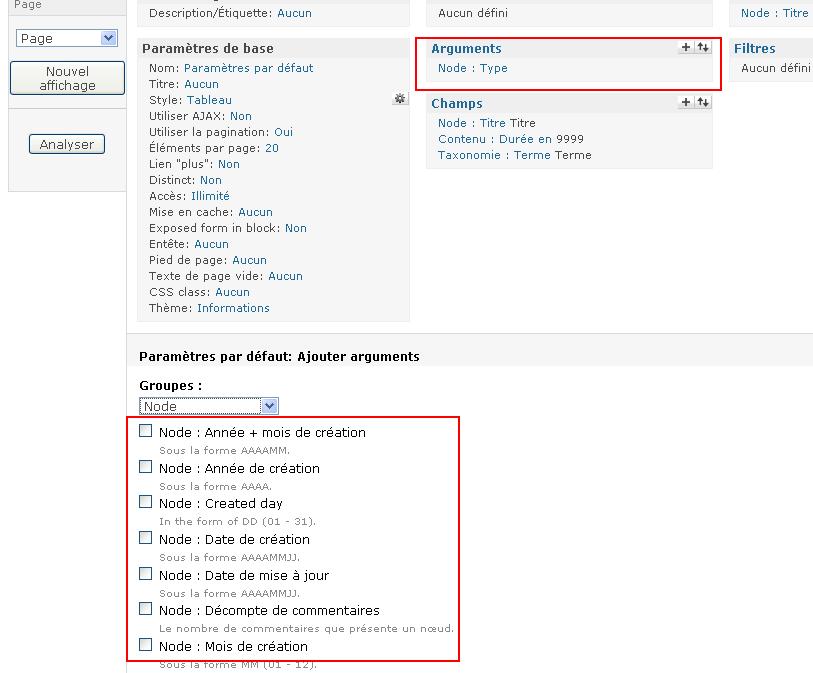 Page
Page
Nouvel
affichage
Analyser
Description/Étiquette: Aucun
Paramètres de base
Nom: Paramètres par défaut
Titre: Aucun
Style: Tableau
Utiliser AJAX: Non
Utiliser la pagination: Oui
Éléments par page: 20
Lien "plus": Non
Distinct: Non
Accès: Illimité
Mise en cache: Aucun
Exposed form in block: Non
Entête: Aucun
Pied de page: Aucun
Texte de page vide: Aucun
CSS class: Aucun
Thème: Informations
Aucun défini
Arguments
Node : Type
Champs
Node : Titre Titre
Contenu : Durée en 9999
Taxonomie : Terme Terme
Node : Titre
Filtres
Aucun défini
Paramètres par défaut: Ajouter arguments
Groupes :
Node
Node : Année + mois de création
Sous la forme AAAAMM.
Node : Année de création
Sous la forme AAAA.
Node : Created day
In the form of DD (01 - 31).
Node : Date de création
Sous la forme AAAAMMJJ.
Node : Date de mise à jour
Sous la forme AAAAMMJJ.
Node : Décompte de commentaires
Le nombre de commentaires que présente un nœud.
Node : Mois de création
Sous la forme MM (01 - 12).